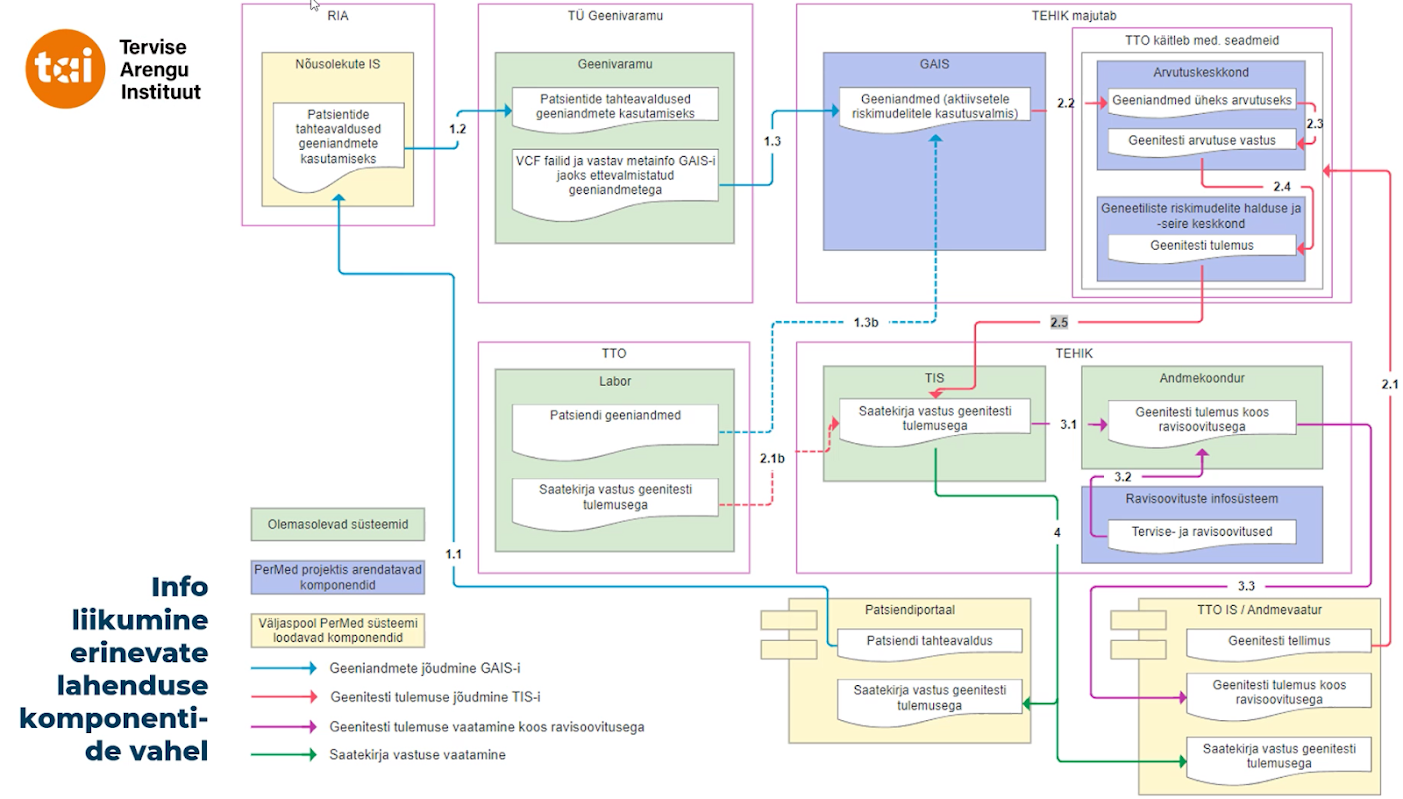 tai
Tervise
Arengu
Instituut
RIA
Nõusolekute IS
Patsientide
tahteavaldused
geeniandmete
kasutamiseks
1.2
TÜ Geenivaramu
Geenivaramu
Patsientide tahteavaldused
geeniandmete kasutamiseks
VCF failid ja vastav metainfo GAIS-i
jaoks ettevalmistatud
geeniandmetega
1.3
TEHIK majutab
GAIS
Geeniandmed (aktiivsetele
riskimudelitele kasutusvalmis)
2.2
TTO käitleb med. seadmeid
Arvutuskeskkond
Geeniandmed üheks arvutuseks
2.3
Geenitesti arvutuse vastus
2.4
Geneetiliste riskimudelite halduse ja
-seire keskkond
Geenitesti tulemus
1.3b
2.5
2.1
TTO
Labor
Patsiendi geeniandmed
Saatekirja vastus geenitesti
tulemusega
2.1b
TEHIK
TIS
Saatekirja vastus geenitesti
tulemusega
3.1
Andmekoondur
Geenitesti tulemus koos
ravisoovitusega
3.2
Ravisoovituste infosüsteem
Tervise- ja ravisoovitused
4
1.1
3.3
Patsiendiportaal
Patsiendi tahteavaldus
Saatekirja vastus geenitesti
tulemusega
TTO IS / Andmevaatur
Geenitesti tellimus
Geenitesti tulemus koos
ravisoovitusega
Saatekirja vastus geenitesti
tulemusega
Olemasolevad süsteemid
PerMed projektis arendatavad
komponendid
Väljaspool PerMed süsteemi
loodavad komponendid
Geeniandmete jõudmine GAIS-i
Geenitesti tulemuse jõudmine TIS-i
Geenitesti tulemuse vaatamine koos ravisoovitusega
Saatekirja vastuse vaatamine
Info
liikumine
erinevate
lahenduse
komponenti-
de vahel